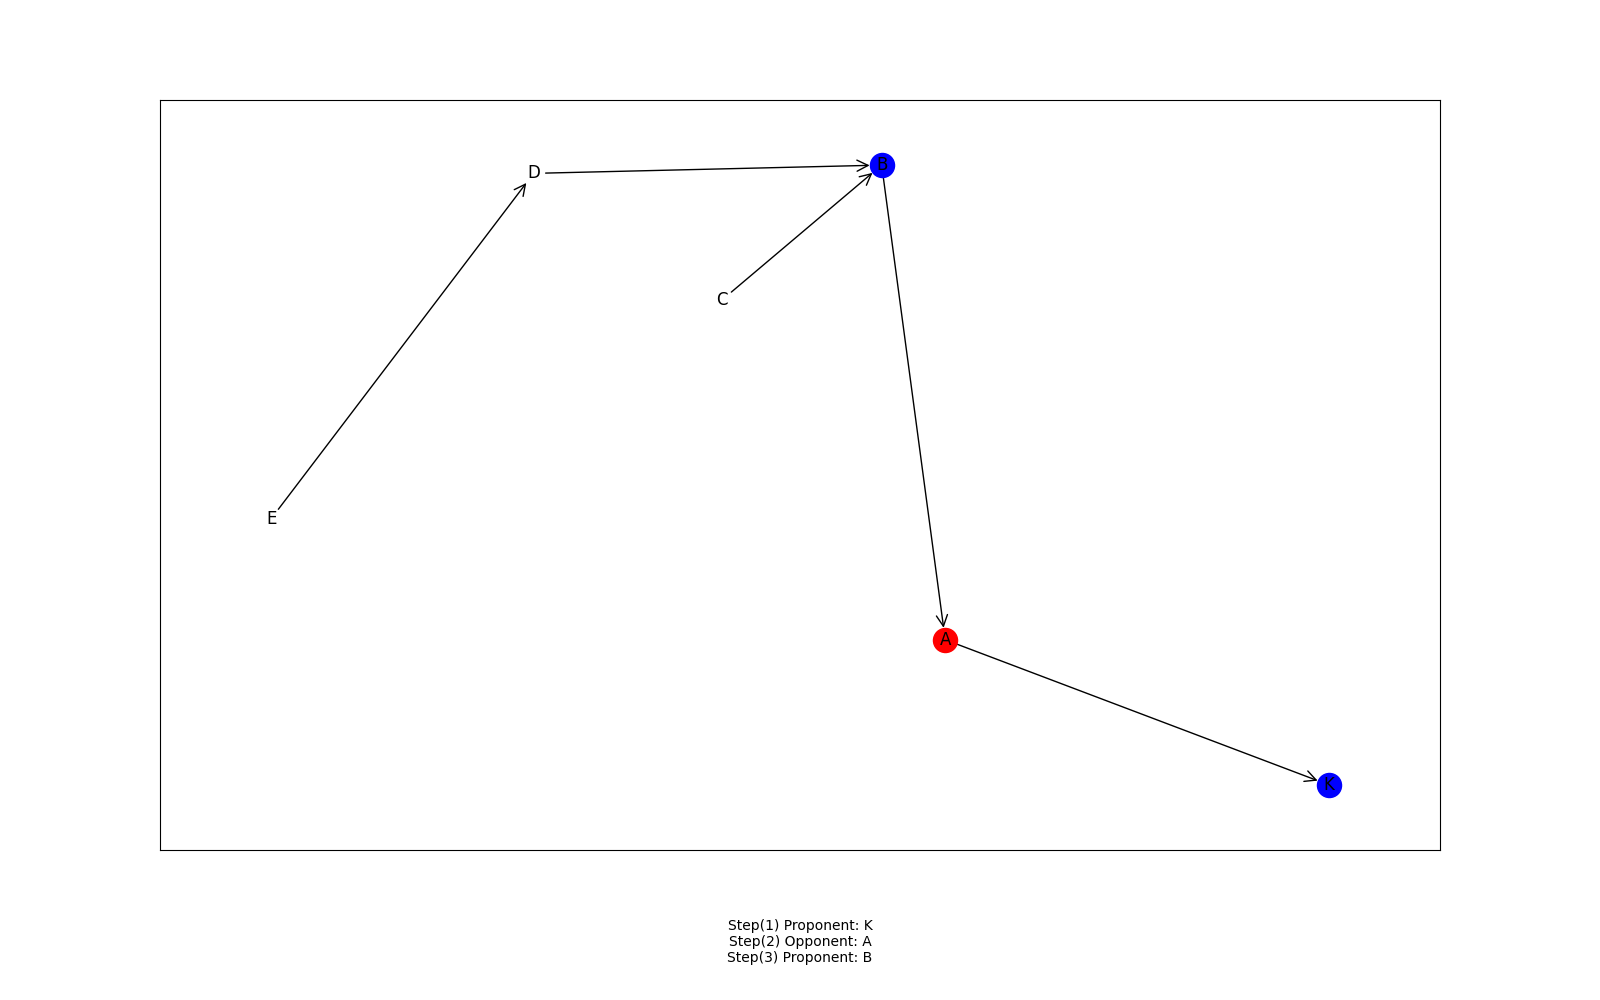 D
B
C
E
A
K
Step(1) Proponent: K
Step(2) Opponent: A
Step(3) Proponent: B